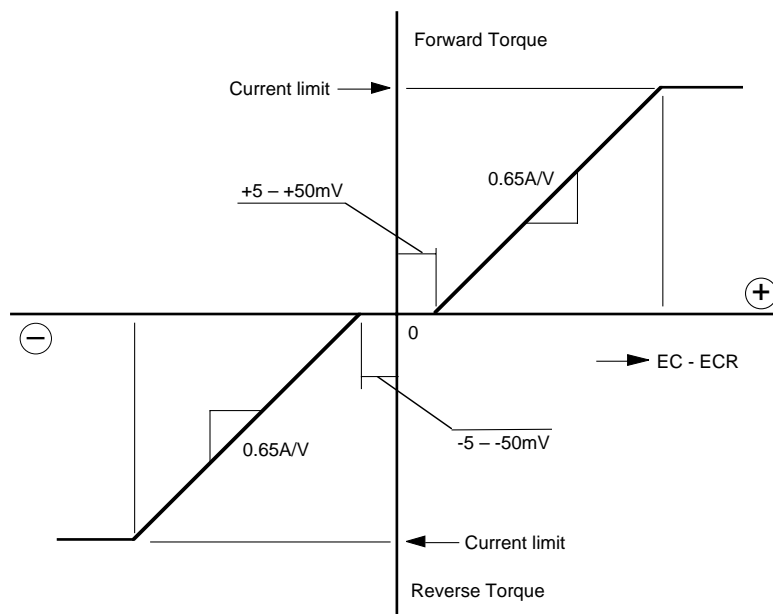 Forward Torque
Current limit
0.65A/V
+5 – +50mV
+
−
0
EC - ECR
0.65A/V
-5 – -50mV
Current limit
Reverse Torque